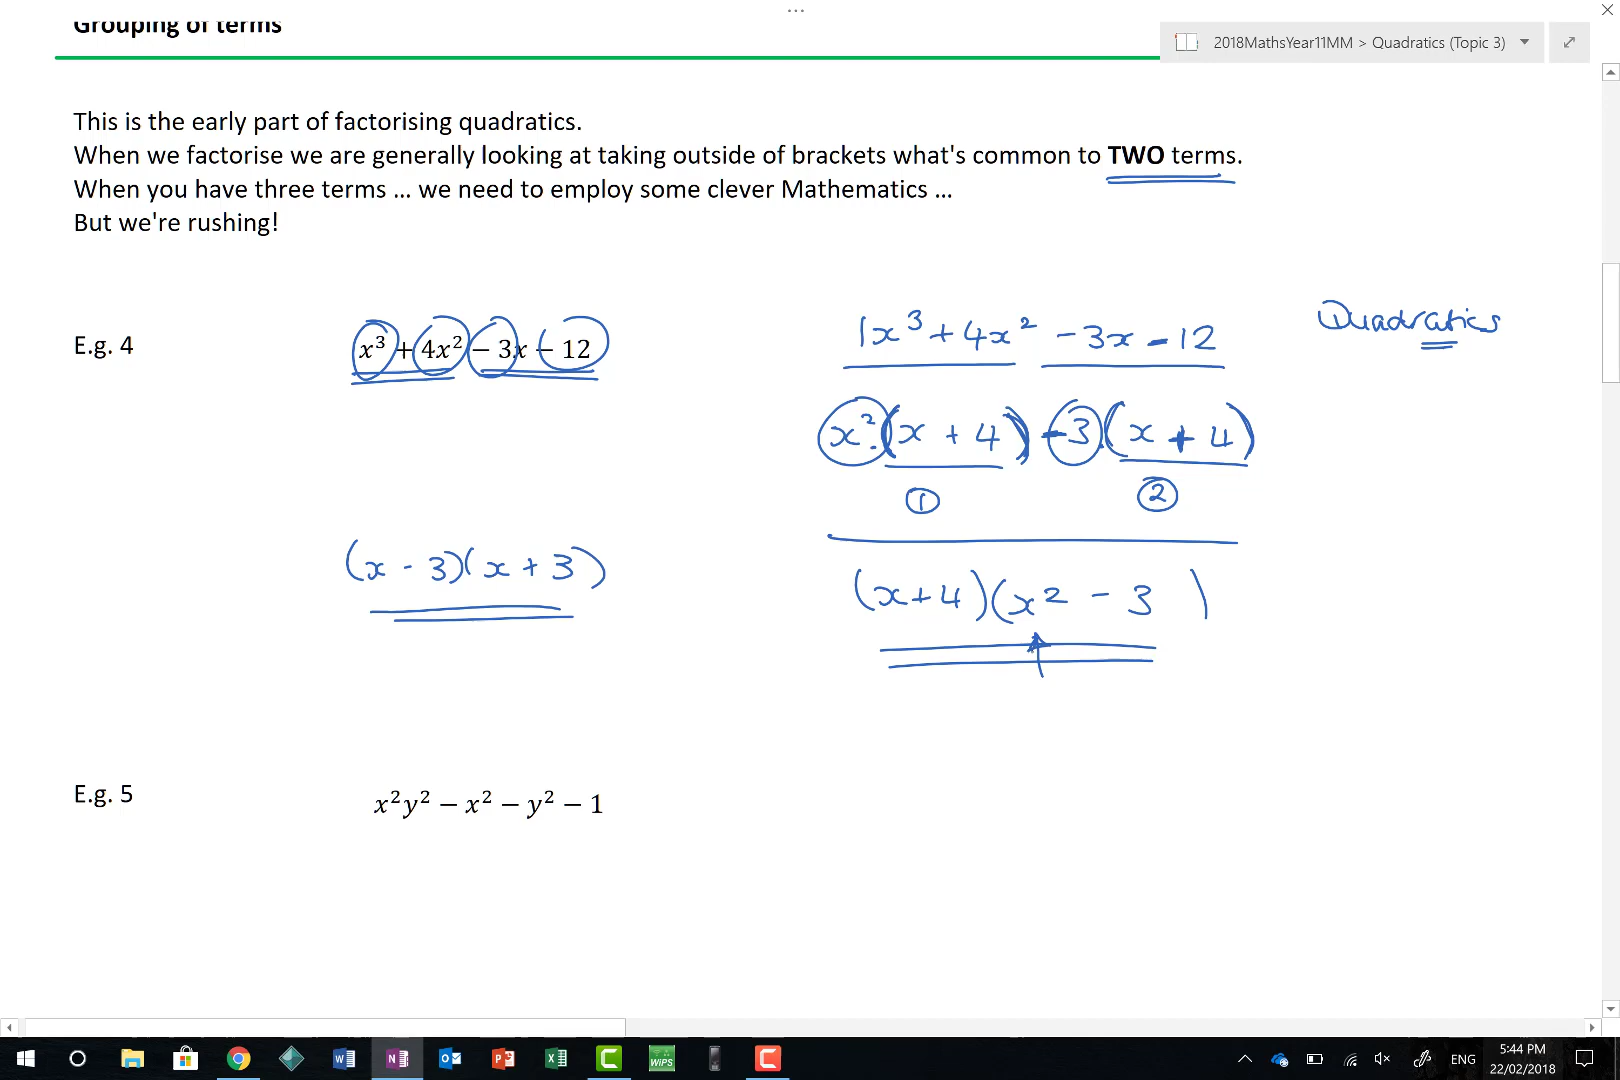 Grouping of terms
2018MathsYear11MM > Quadratics (Topic 3)
This is the early part of factorising quadratics.
When we factorise we are generally looking at taking outside of brackets what's common to TWO terms.
When you have three terms ... we need to employ some clever Mathematics ...
But we're rushing!
E.g. 4
x³ + 4x² − 3x − 12
1x³ + 4x² − 3x − 12
Quadratics
x².(x + 4) − 3.(x + 4)
① ②
(x − 3)(x + 3)
(x + 4)(x² − 3 )
E.g. 5
x²y² − x² − y² − 1
WiPS
ENG
5:44 PM
22/02/2018